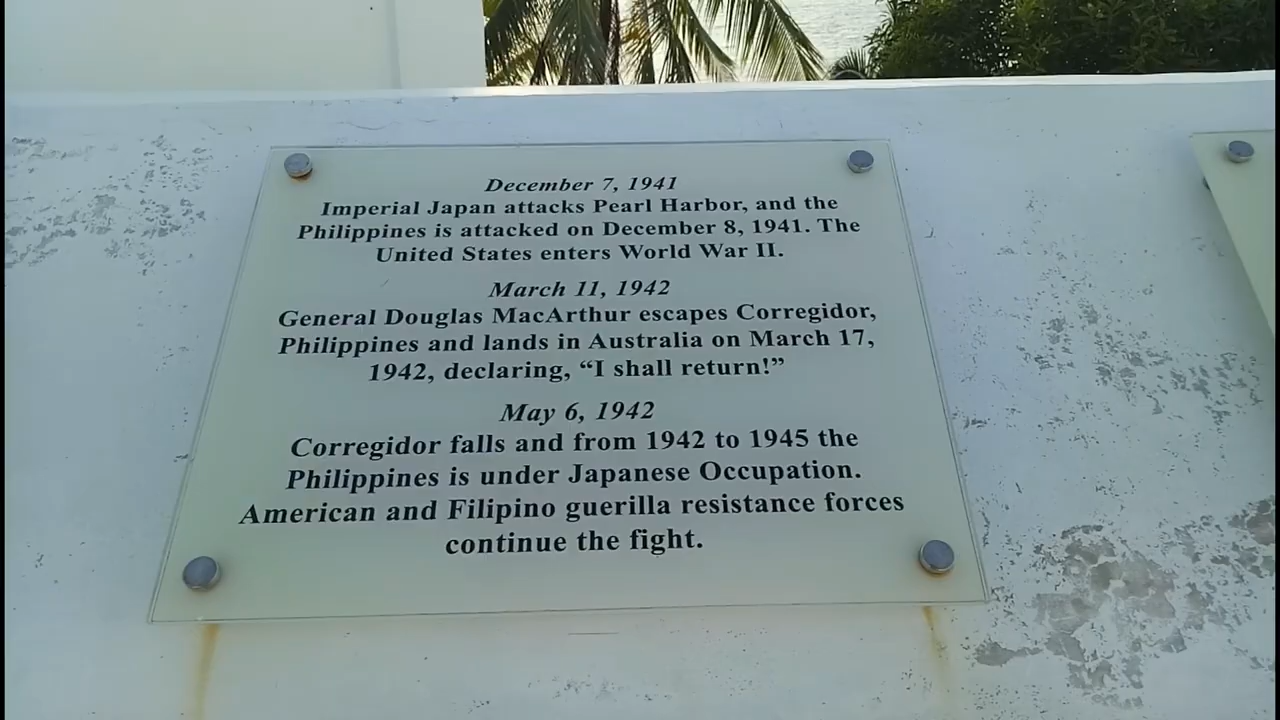 December 7, 1941
Imperial Japan attacks Pearl Harbor, and the
Philippines is attacked on December 8, 1941. The
United States enters World War II.
March 11, 1942
General Douglas MacArthur escapes Corregidor,
Philippines and lands in Australia on March 17,
1942, declaring, “I shall return!”
May 6, 1942
Corregidor falls and from 1942 to 1945 the
Philippines is under Japanese Occupation.
American and Filipino guerilla resistance forces
continue the fight.